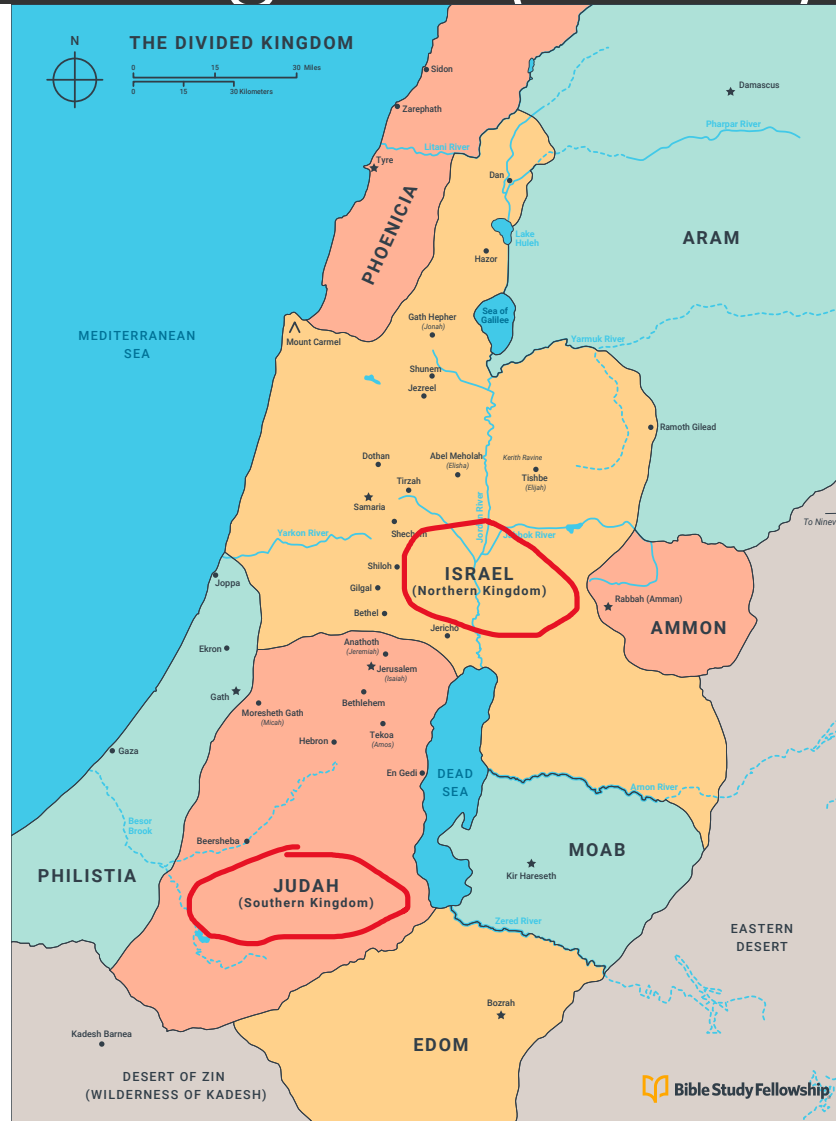 THE DIVIDED KINGDOM
N
0 15 30 Miles
0 15 30 Kilometers
Sidon
Damascus
Zarephath
Pharpar River
Litani River
Tyre
Dan
PHOENICIA
Lake
Huleh
ARAM
Hazor
Sea of
Galilee
Gath Hepher
(Jonah)
MEDITERRANEAN
SEA
Mount Carmel
Yarmuk River
Shunem
Jezreel
Ramoth Gilead
Dothan
Abel Meholah
(Elisha)
Kerith Ravine
Tishbe
(Elijah)
Tirzah
Samaria
Jordan River
To Ninev
Yarkon River
Shechem
Jabbok River
Shiloh
ISRAEL
(Northern Kingdom)
Joppa
Gilgal
Rabbah (Amman)
Bethel
AMMON
Jericho
Anathoth
(Jeremiah)
Ekron
Jerusalem
(Isaiah)
Gath
Bethlehem
Moresheth Gath
(Micah)
Tekoa
(Amos)
Hebron
Gaza
En Gedi
DEAD
SEA
Arnon River
Besor
Brook
Beersheba
MOAB
PHILISTIA
Kir Hareseth
JUDAH
(Southern Kingdom)
Zered River
EASTERN
DESERT
Bozrah
Kadesh Barnea
EDOM
DESERT OF ZIN
(WILDERNESS OF KADESH)
Bible Study Fellowship